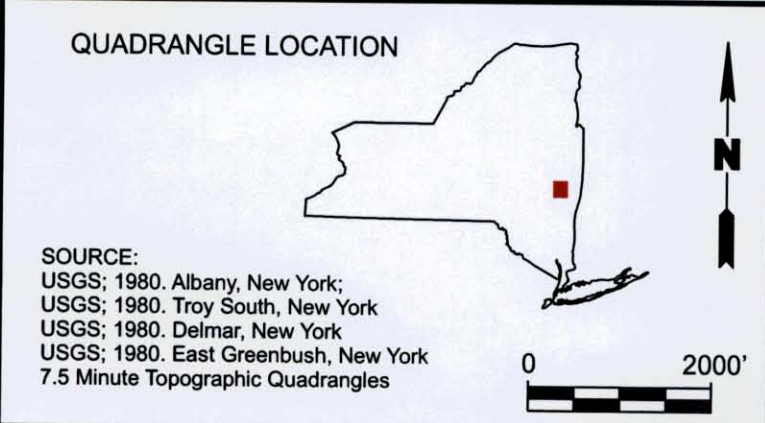 QUADRANGLE LOCATION
N
SOURCE:
USGS; 1980. Albany, New York;
USGS; 1980. Troy South, New York
USGS; 1980. Delmar, New York
USGS; 1980. East Greenbush, New York
7.5 Minute Topographic Quadrangles
0 2000'